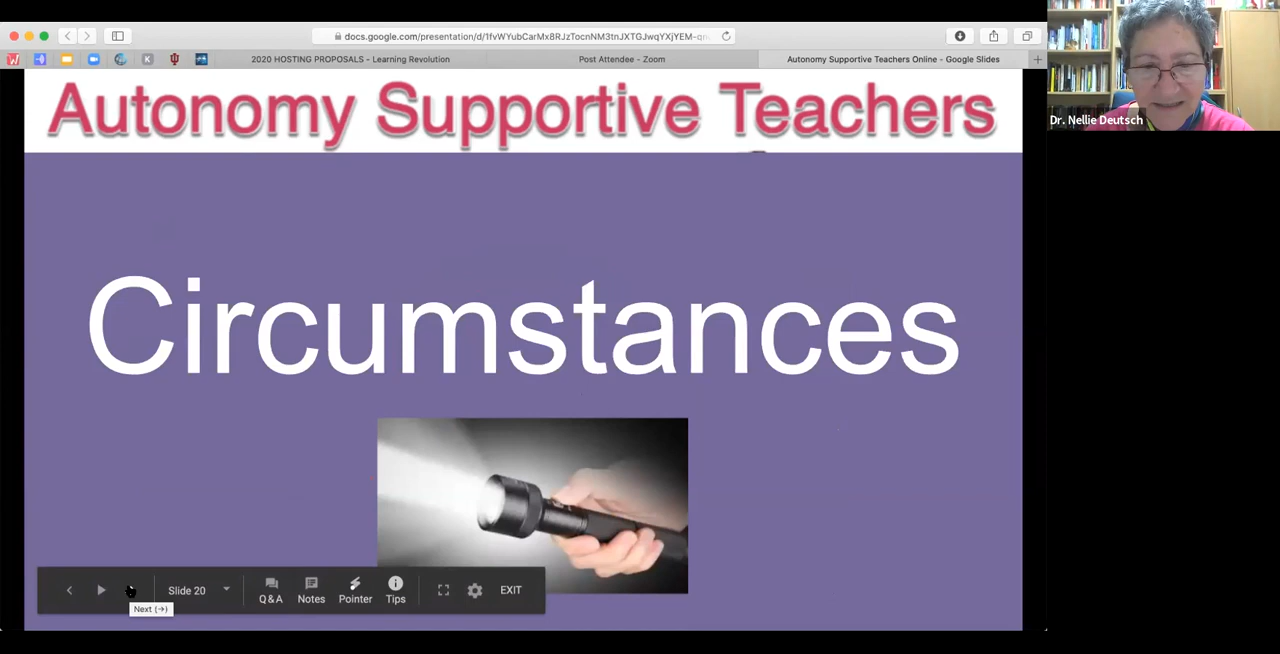 docs.google.com/presentation/d/1fvWYubCarMx8RJzTocnNM3tnJXTGJwqYXjYEM-
2020 HOSTING PROPOSALS - Learning Revolution
Post Attendee - Zoom
Autonomy Supportive Teachers Online - Google Slides
Autonomy Supportive Teachers
Dr. Nellie Deutsch
Circumstances
Slide 20
Q&A
Notes
Pointer
Tips
EXIT
Next (→)